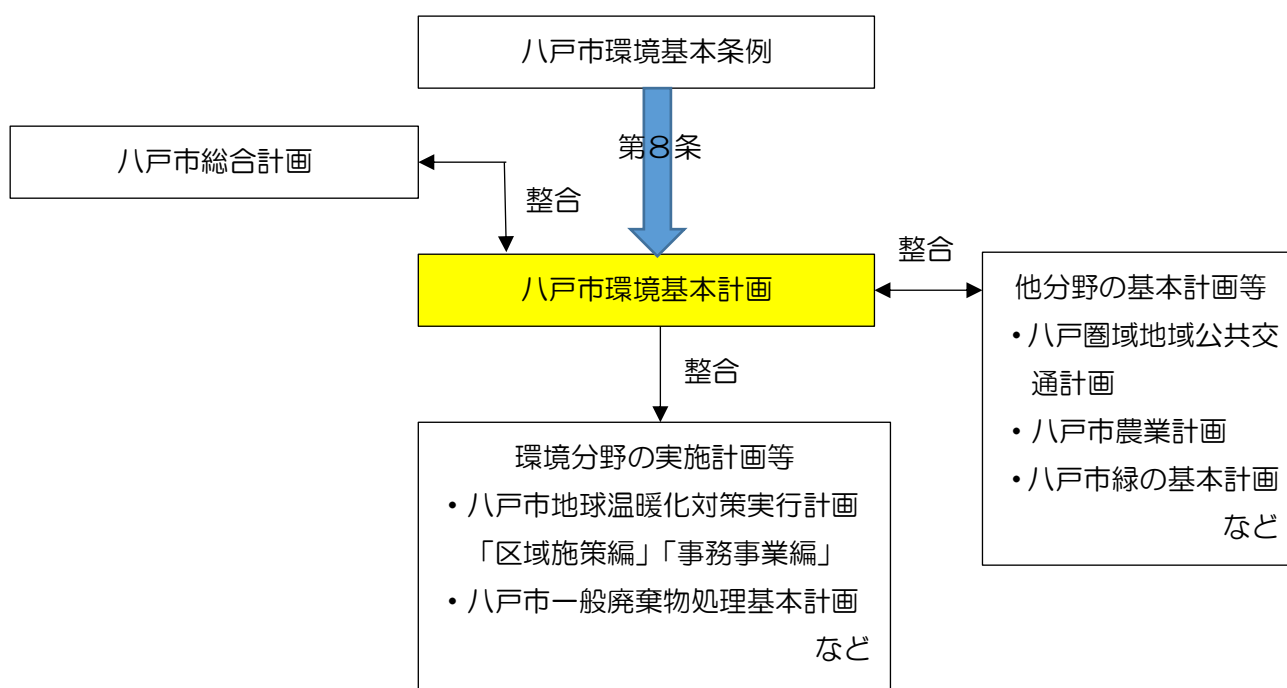 八戸市環境基本条例
第８条
八戸市総合計画
整合
八戸市環境基本計画
整合
他分野の基本計画等
・八戸圏域地域公共交
通計画
・八戸市農業計画
・八戸市緑の基本計画
など
整合
環境分野の実施計画等
・八戸市地球温暖化対策実行計画
「区域施策編」「事務事業編」
・八戸市一般廃棄物処理基本計画
など